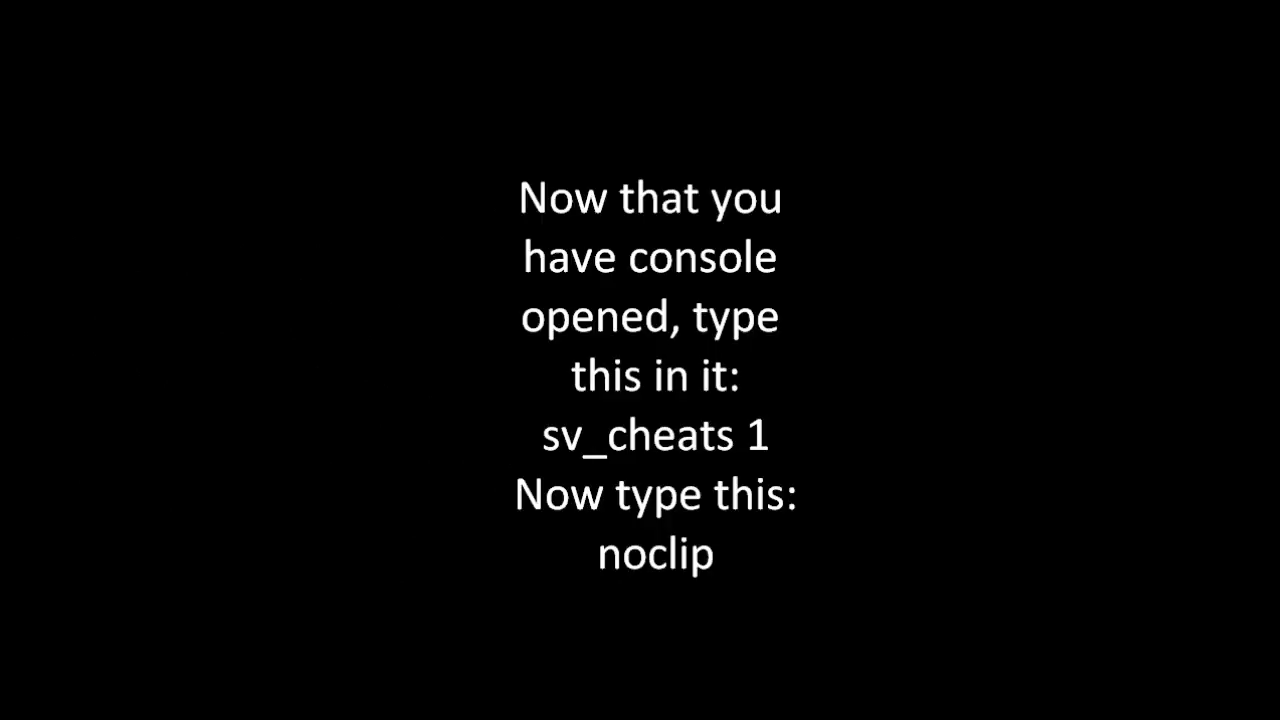 Now that you
have console
opened, type
this in it:
sv_cheats 1
Now type this:
noclip